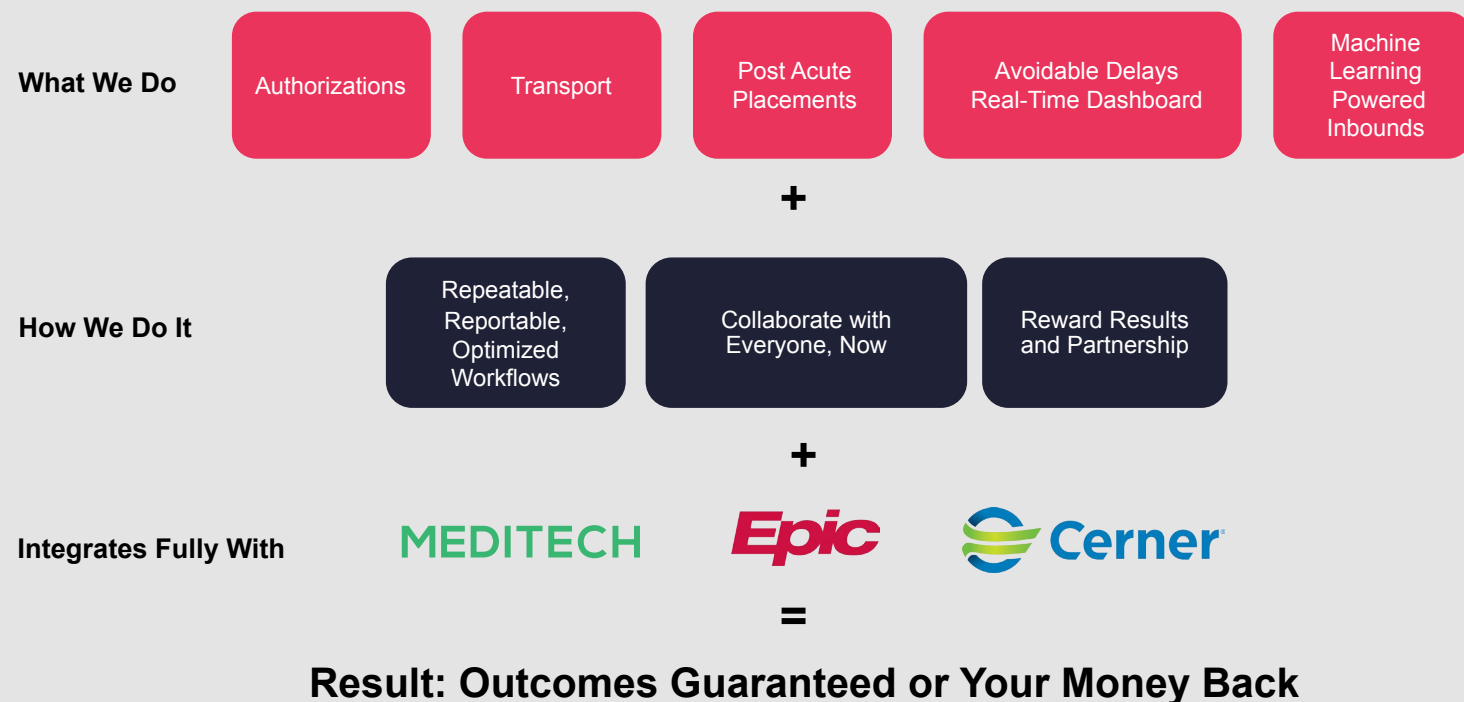 What We Do
Authorizations
Transport
Post Acute
Placements
Avoidable Delays
Real-Time Dashboard
Machine
Learning
Powered
Inbounds
+
How We Do It
Repeatable,
Reportable,
Optimized
Workflows
Collaborate with
Everyone, Now
Reward Results
and Partnership
+
Integrates Fully With
MEDITECH
Epic
Cerner
=
Result: Outcomes Guaranteed or Your Money Back